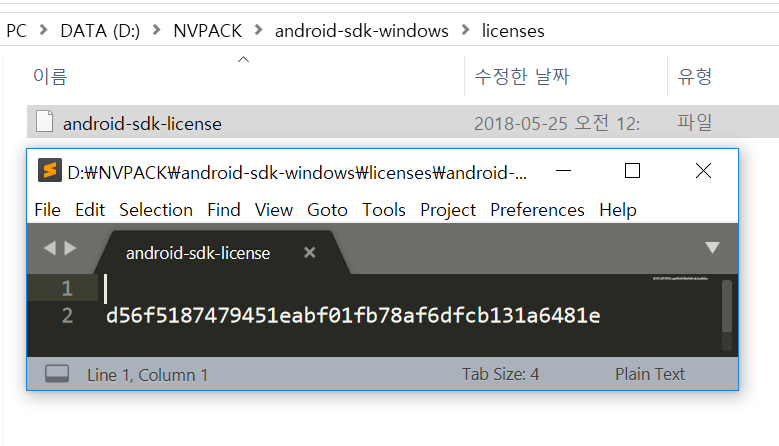 PC > DATA (D:) > NVPACK > android-sdk-windows > licenses
이름 수정한 날짜 유형
android-sdk-license 2018-05-25 오전 12: 파일
D:₩NVPACK₩android-sdk-windows₩licenses₩android-...
File Edit Selection Find View Goto Tools Project Preferences Help
android-sdk-license ×
1
2 d56f5187479451eabf01fb78af6dfcb131a6481e
Line 1, Column 1 Tab Size: 4 Plain Text